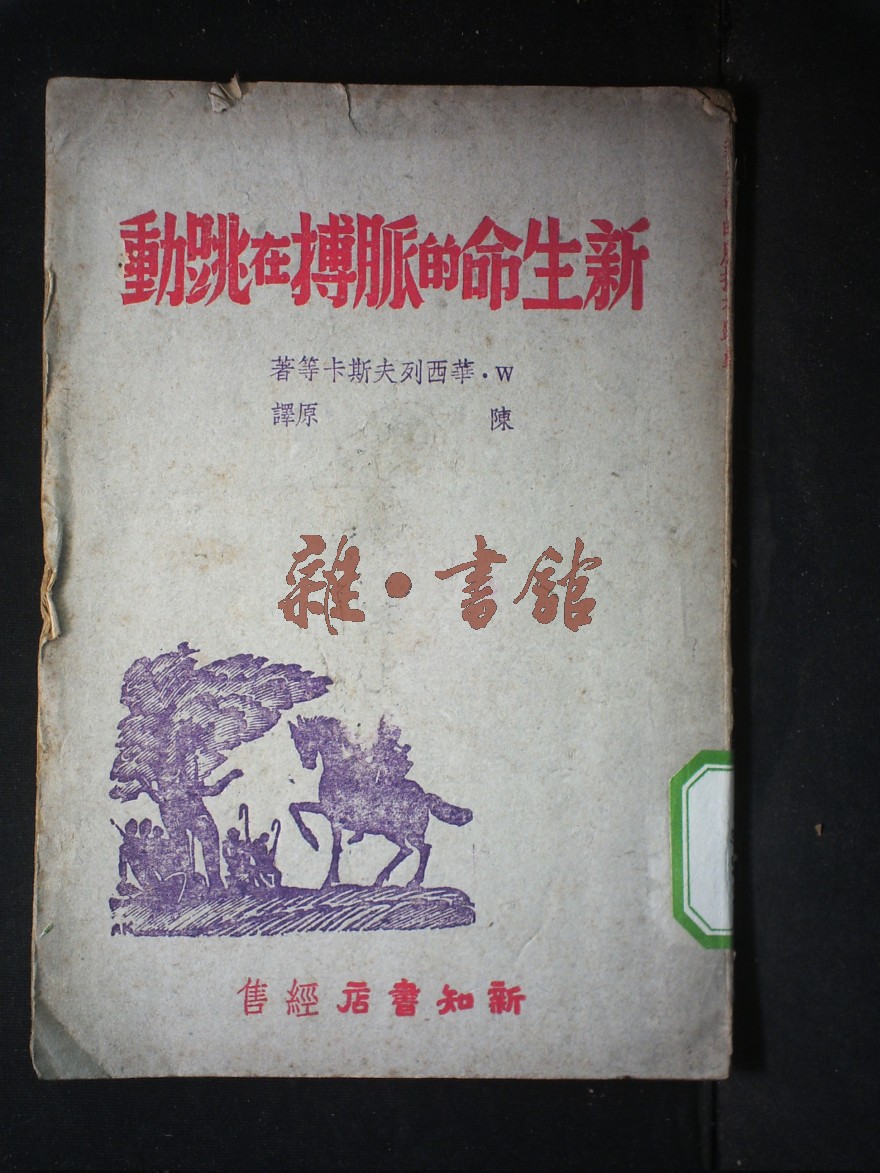 新生命的脈搏在跳動
W·華西列夫斯卡等著
陳原譯
雜·書館
AK
新知書店經售